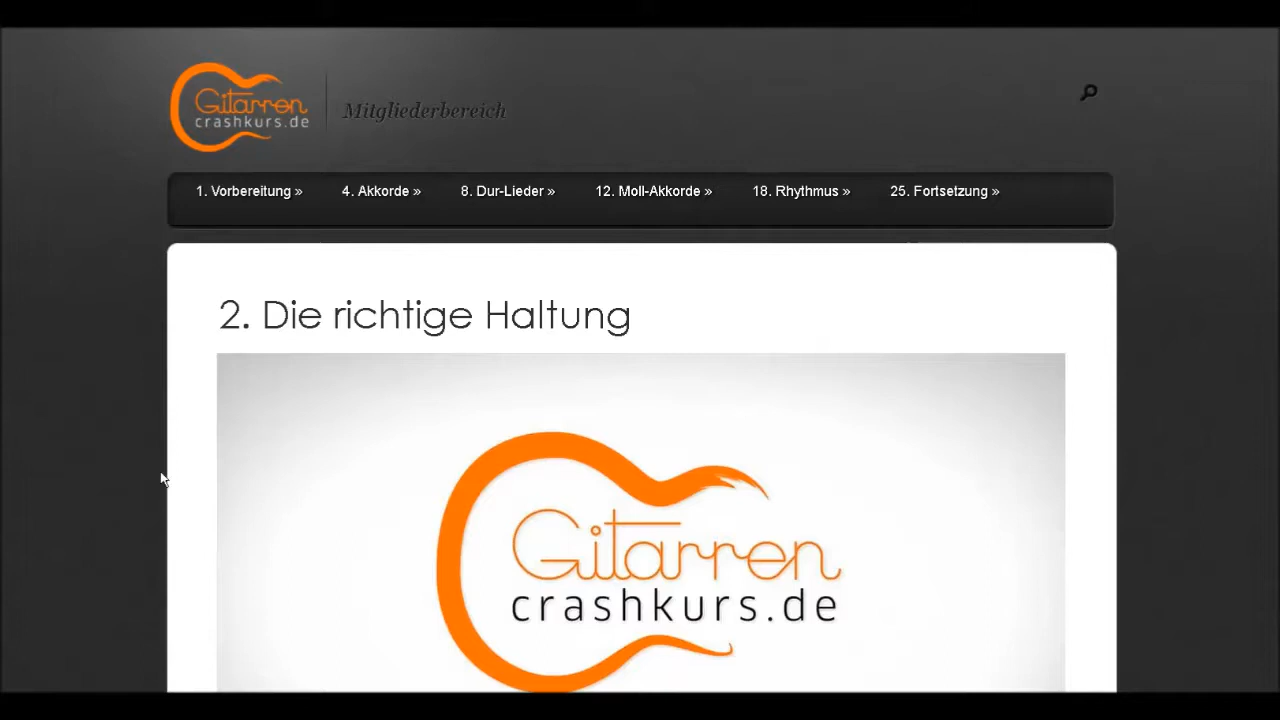 Gitarren
crashkurs.de
Mitgliederbereich
1. Vorbereitung » 4. Akkorde » 8. Dur-Lieder » 12. Moll-Akkorde » 18. Rhythmus » 25. Fortsetzung »
2. Die richtige Haltung
Gitarren
crashkurs.de